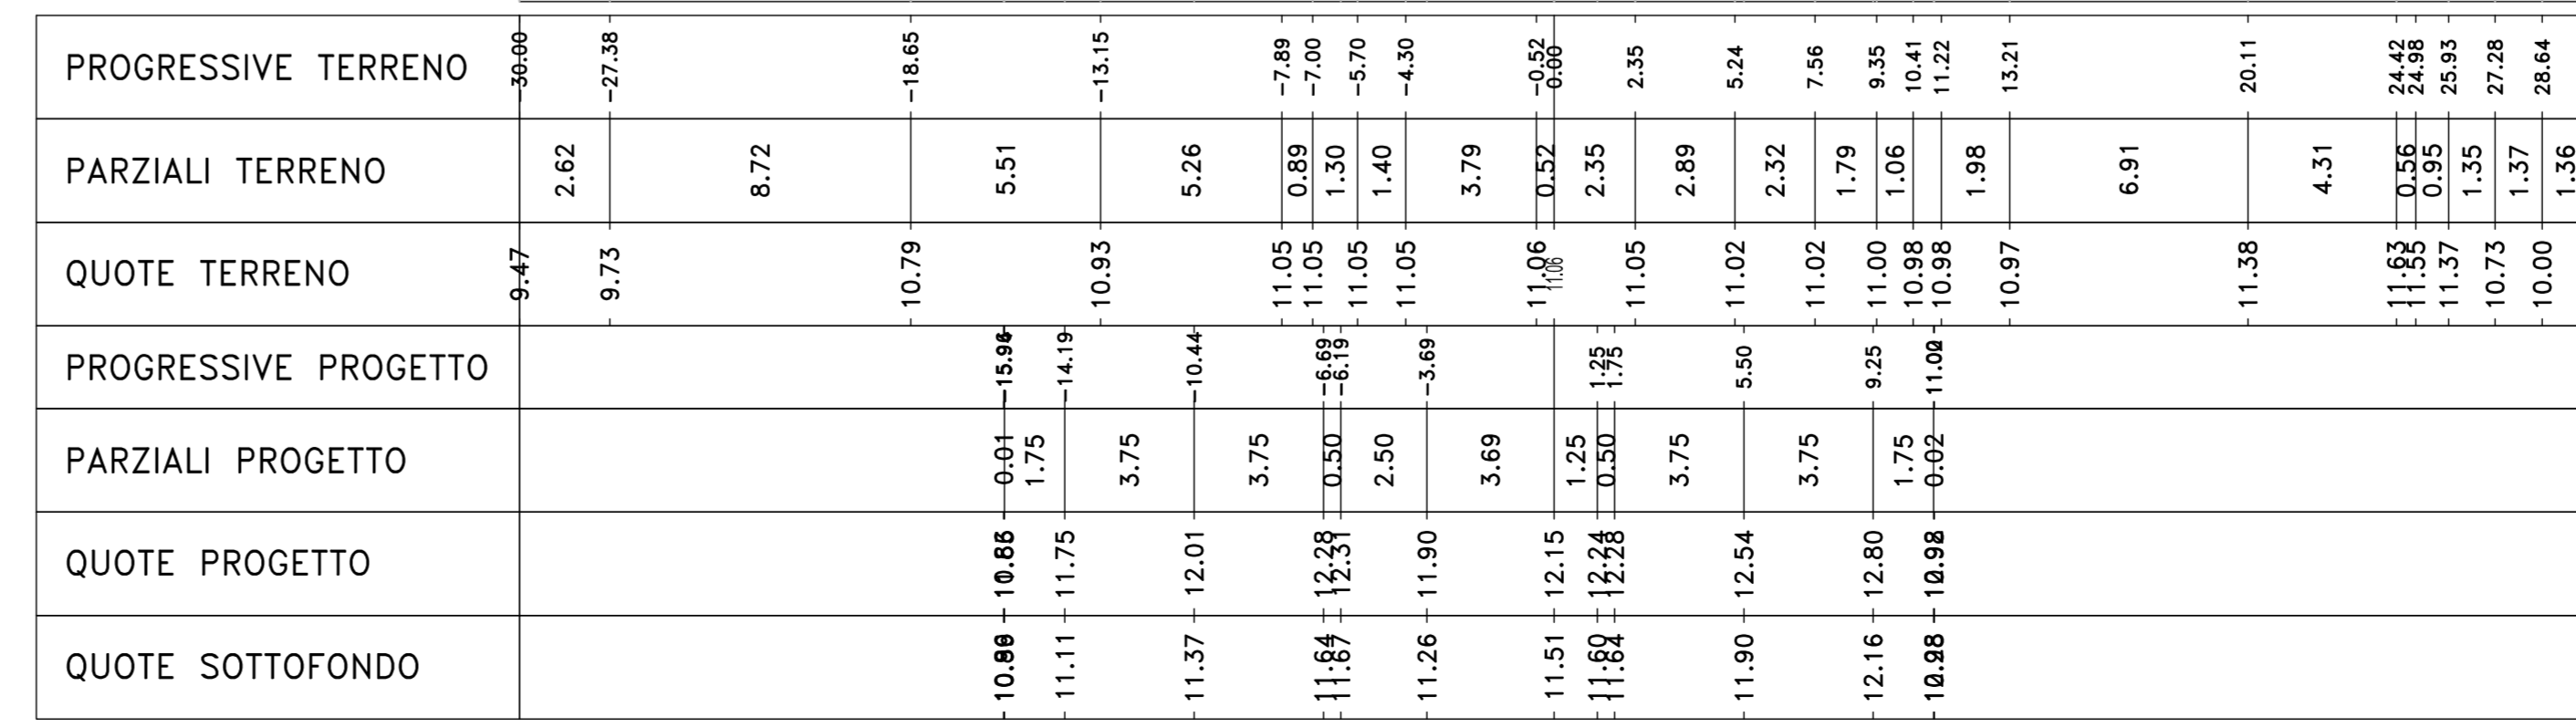 PROGRESSIVE TERRENO -30.00 -27.38 -18.65 -13.15 -7.89 -7.00 -5.70 -4.30 -0.52 0.00 2.35 5.24 7.56 9.35 10.41 11.22 13.21 20.11 24.42 24.98 25.93 27.28 28.64
PARZIALI TERRENO 2.62 8.72 5.51 5.26 0.89 1.30 1.40 3.79 0.52 2.35 2.89 2.32 1.79 1.06 1.98 6.91 4.31 0.56 0.95 1.35 1.37 1.36
QUOTE TERRENO 9.47 9.73 10.79 10.93 11.05 11.05 11.05 11.05 11.06 11.06 11.05 11.02 11.02 11.00 10.98 10.98 10.97 11.38 11.63 11.55 11.37 10.73 10.00
PROGRESSIVE PROGETTO -14.19 -10.44 -6.69 -6.19 -3.69 1.25 1.75 5.50 9.25
PARZIALI PROGETTO 0.01 1.75 3.75 3.75 0.50 2.50 3.69 1.25 0.50 3.75 3.75 1.75 0.02
QUOTE PROGETTO 11.75 12.01 12.28 12.31 11.90 12.15 12.24 12.28 12.54 12.80
QUOTE SOTTOFONDO 11.11 11.37 11.64 11.67 11.26 11.51 11.60 11.64 11.90 12.16